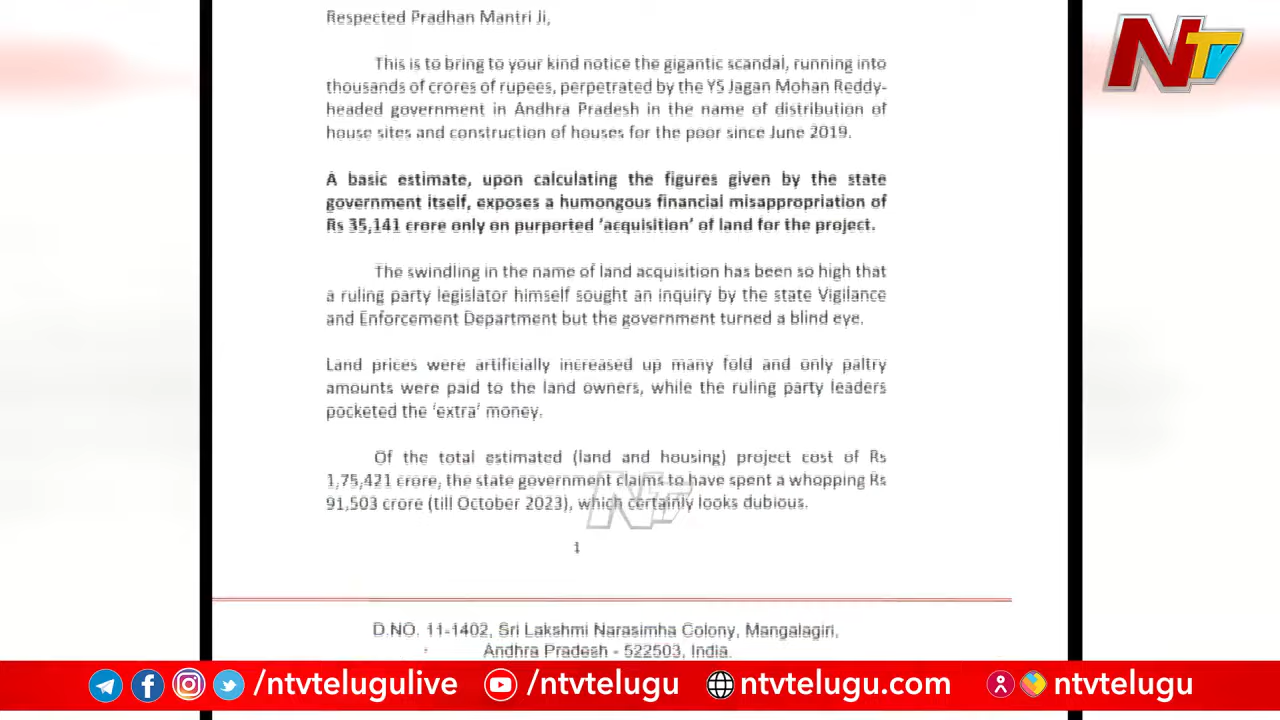 Respected Pradhan Mantri Ji,
This is to bring to your kind notice the gigantic scandal, running into
thousands of crores of rupees, perpetrated by the YS Jagan Mohan Reddy-
headed government in Andhra Pradesh in the name of distribution of
house sites and construction of houses for the poor since June 2019.
A basic estimate, upon calculating the figures given by the state
government itself, exposes a humongous financial misappropriation of
Rs 35,141 crore only on purported 'acquisition' of land for the project.
The swindling in the name of land acquisition has been so high that
a ruling party legislator himself sought an inquiry by the state Vigilance
and Enforcement Department but the government turned a blind eye.
Land prices were artificially increased up many fold and only paltry
amounts were paid to the land owners, while the ruling party leaders
pocketed the 'extra' money.
Of the total estimated (land and housing) project cost of Rs
1,75,421 crore, the state government claims to have spent a whopping Rs
91,503 crore (till October 2023), which certainly looks dubious.
1
D.NO. 11-1402, Sri Lakshmi Narasimha Colony, Mangalagiri,
Andhra Pradesh - 522503, India.
NTV
NTV
/ntvtelugulive
/ntvtelugu
ntvtelugu.com
ntvtelugu